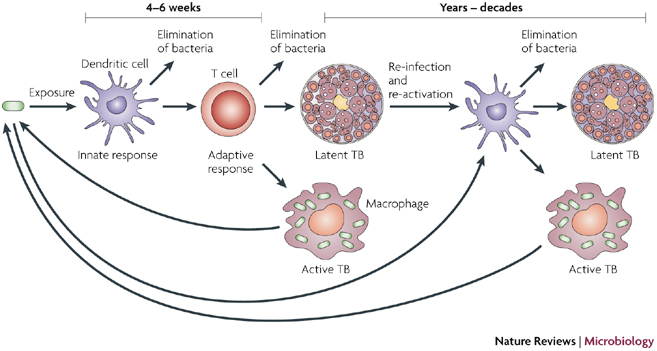 4–6 weeks
Years – decades
Elimination
of bacteria
Elimination
of bacteria
Elimination
of bacteria
Dendritic cell
T cell
Re-infection
and
re-activation
Exposure
Innate response
Adaptive
response
Latent TB
Latent TB
Macrophage
Active TB
Active TB
Nature Reviews | Microbiology